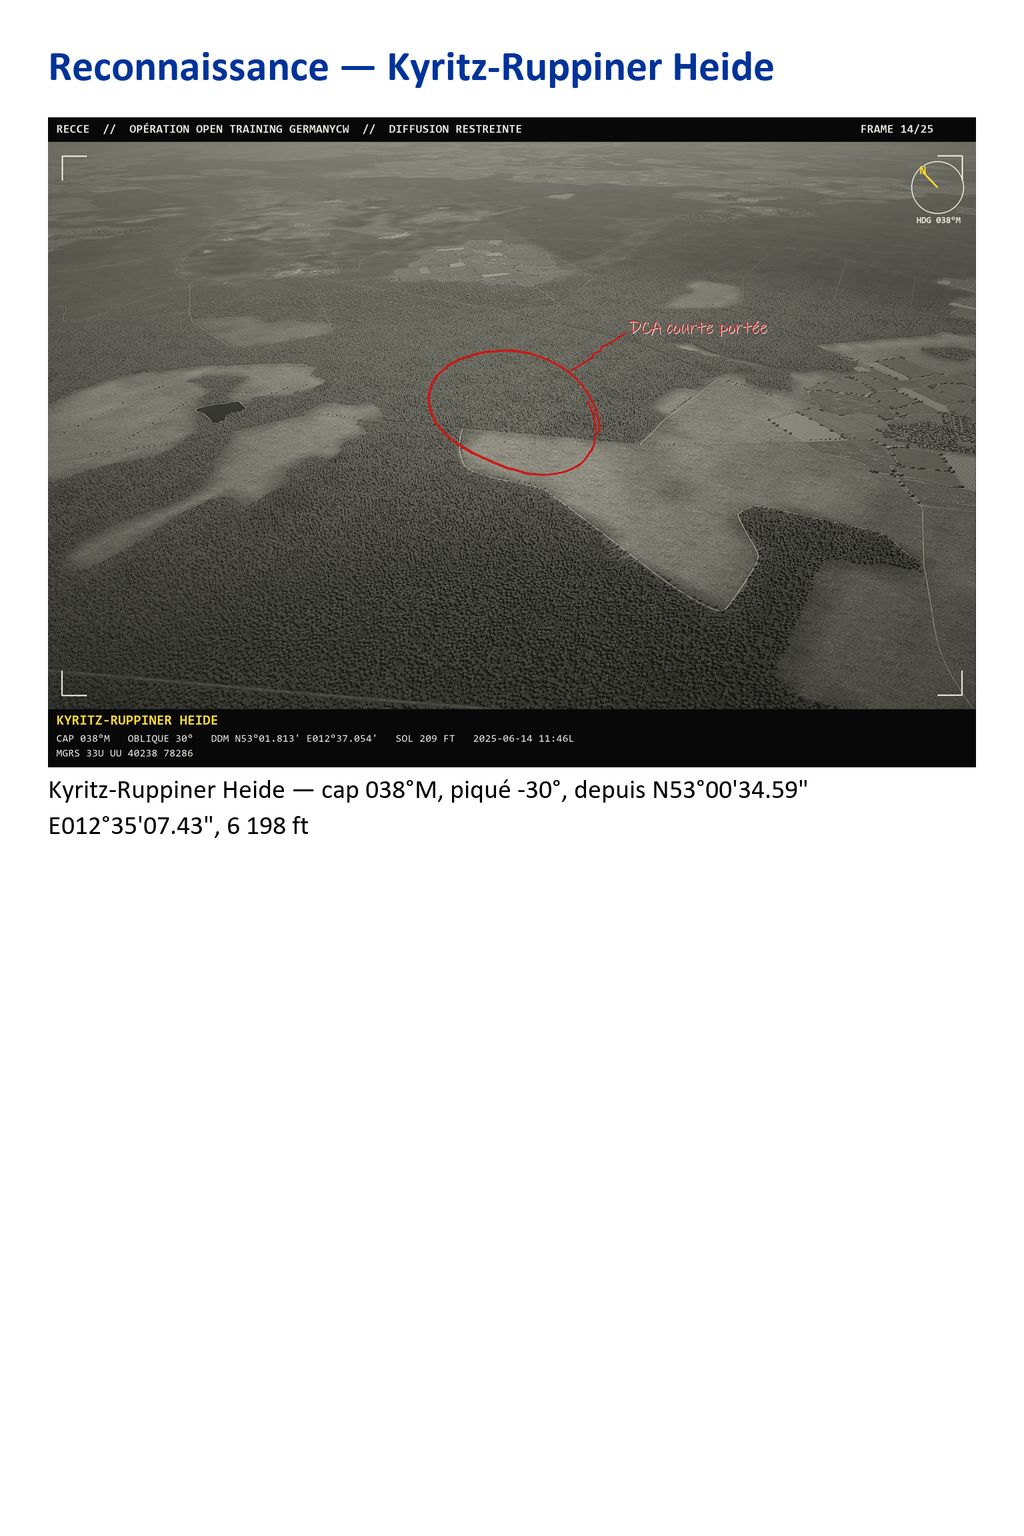 Reconnaissance — Kyritz-Ruppiner Heide
RECCE // OPÉRATION OPEN TRAINING GERMANYCW // DIFFUSION RESTREINTE FRAME 14/25
N
HDG 038°M
DCA courte portée
KYRITZ-RUPPINER HEIDE
CAP 038°M OBLIQUE 30° DDM N53°01.813' E012°37.054' SOL 209 FT 2025-06-14 11:46L
MGRS 33U UU 40238 78286
Kyritz-Ruppiner Heide — cap 038°M, piqué -30°, depuis N53°00'34.59"
E012°35'07.43", 6 198 ft